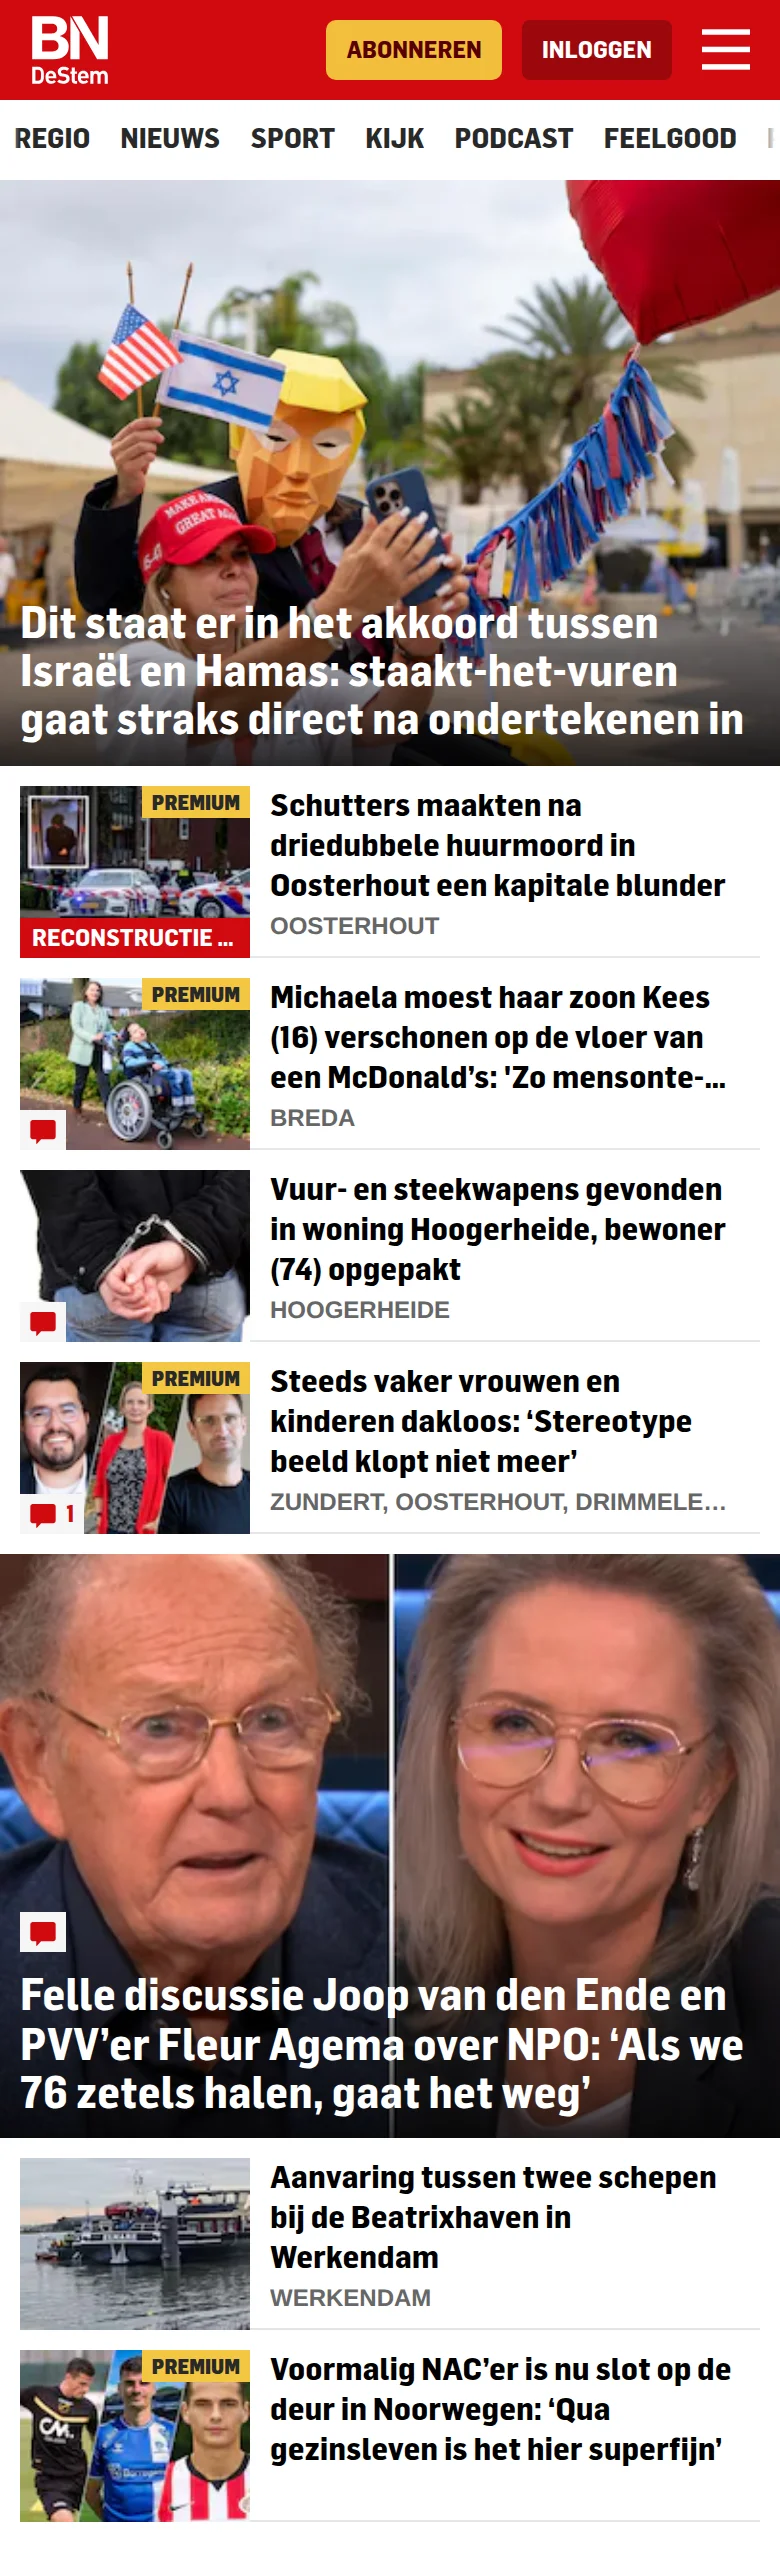 BN
DeStem
ABONNEREN
INLOGGEN
REGIO NIEUWS SPORT KIJK PODCAST FEELGOOD
MAKE AMERICA
GREAT AGAIN
45-47
Dit staat er in het akkoord tussen
Israël en Hamas: staakt-het-vuren
gaat straks direct na ondertekenen in
PREMIUM
RECONSTRUCTIE ...
Schutters maakten na
driedubbele huurmoord in
Oosterhout een kapitale blunder
OOSTERHOUT
PREMIUM
Michaela moest haar zoon Kees
(16) verschonen op de vloer van
een McDonald’s: 'Zo mensonte-...
BREDA
Vuur- en steekwapens gevonden
in woning Hoogerheide, bewoner
(74) opgepakt
HOOGERHEIDE
PREMIUM
1
Steeds vaker vrouwen en
kinderen dakloos: ‘Stereotype
beeld klopt niet meer’
ZUNDERT, OOSTERHOUT, DRIMMELE...
Felle discussie Joop van den Ende en
PVV’er Fleur Agema over NPO: ‘Als we
76 zetels halen, gaat het weg’
Aanvaring tussen twee schepen
bij de Beatrixhaven in
Werkendam
WERKENDAM
PREMIUM
CM.
Voormalig NAC’er is nu slot op de
deur in Noorwegen: ‘Qua
gezinsleven is het hier superfijn’